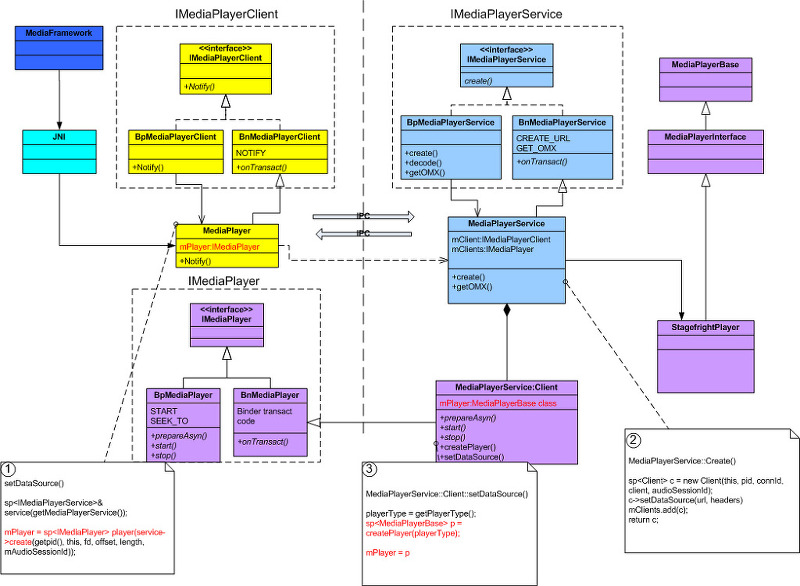 IMediaPlayerClient
IMediaPlayerService
MediaFramework
<<interface>>
IMediaPlayerClient
+Notify()
<<interface>>
IMediaPlayerService
create()
MediaPlayerBase
JNI
BpMediaPlayerClient
+Notify()
BnMediaPlayerClient
NOTIFY
+onTransact()
BpMediaPlayerService
+create()
+decode()
+getOMX()
BnMediaPlayerService
CREATE_URL
GET_OMX
+onTransact()
MediaPlayerInterface
MediaPlayer
mPlayer:IMediaPlayer
+Notify()
IPC
IPC
MediaPlayerService
mClient:IMediaPlayerClient
mClients:IMediaPlayer
+create()
+getOMX()
IMediaPlayer
<<interface>>
IMediaPlayer
StagefrightPlayer
BpMediaPlayer
START
SEEK_TO
+prepareAsyn()
+start()
+stop()
BnMediaPlayer
Binder transact
code
+onTransact()
MediaPlayerService:Client
mPlayer:MediaPlayerBase class
+prepareAsyn()
+start()
+stop()
+createPlayer()
+setDataSource()
1
setDataSource()
sp<IMediaPlayerService>&
service(getMediaPlayerService());
mPlayer = sp<IMediaPlayer> player(service-
>create(getpid(), this, fd, offset, length,
mAudioSessionId));
3
MediaPlayerService::Client::setDataSource()
playerType = getPlayerType();
sp<MediaPlayerBase> p =
createPlayer(playerType);
mPlayer = p
2
MediaPlayerService::Create()
sp<Client> c = new Client(this, pid, connId,
client, audioSessionId);
c->setDataSource(url, headers)
mClients.add(c);
return c;